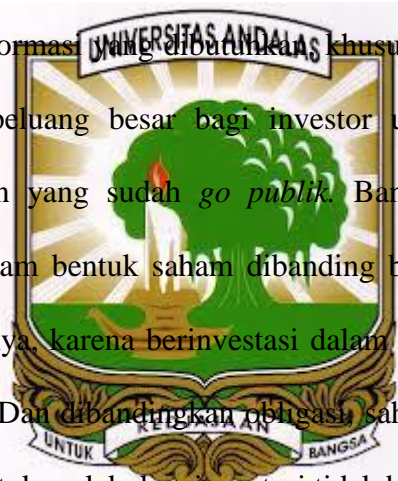 UNIVERSITAS ANDALAS
ormasi yang dibutuhkan, khusu
peluang besar bagi investor u
n yang sudah go publik. Ban
am bentuk saham dibanding b
ya, karena berinvestasi dalam
Dan dibandingkan obligasi, sah
UNTUK KEDJAJAAN BANGSA